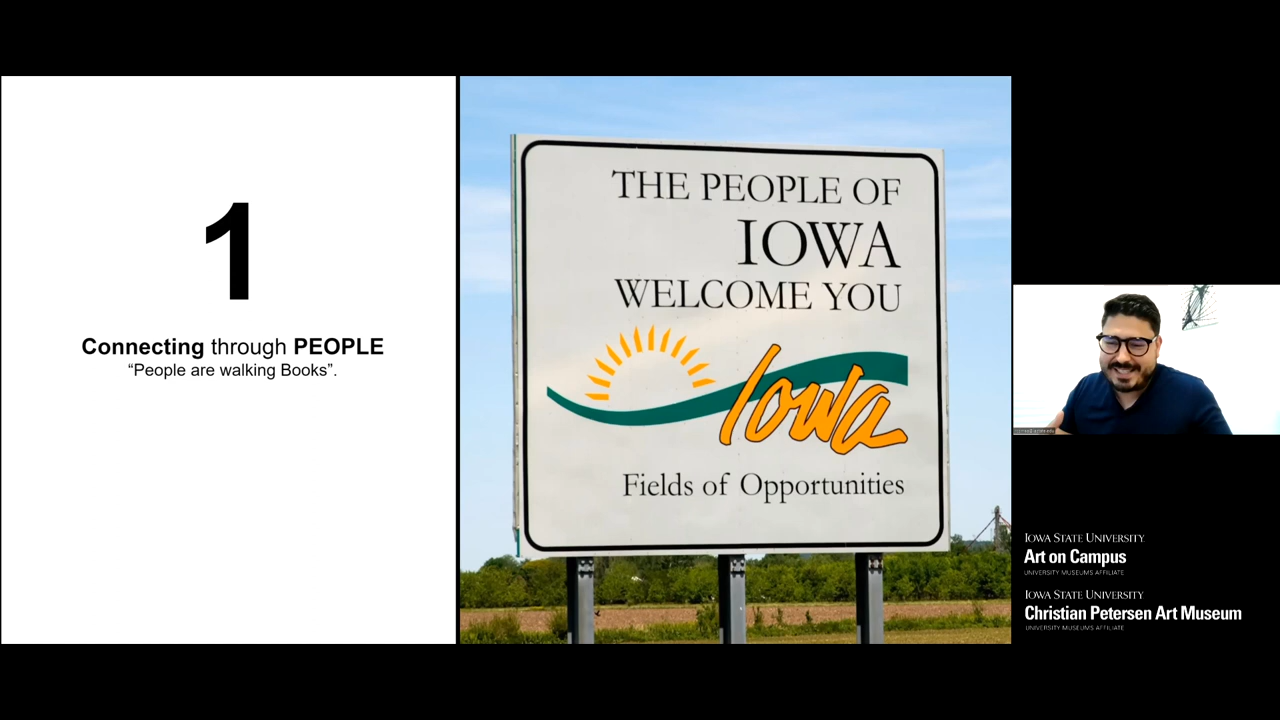 1
Connecting through PEOPLE
“People are walking Books”.
THE PEOPLE OF
IOWA
WELCOME YOU
Iowa
Fields of Opportunities
IOWA STATE UNIVERSITY
Art on Campus
UNIVERSITY MUSEUMS AFFILIATE
IOWA STATE UNIVERSITY
Christian Petersen Art Museum
UNIVERSITY MUSEUMS AFFILIATE